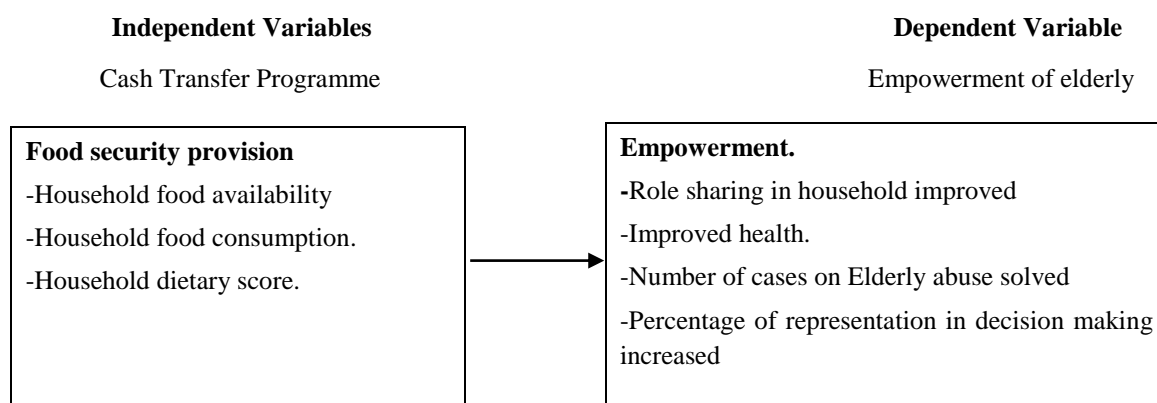 Independent Variables
Dependent Variable
Cash Transfer Programme
Empowerment of elderly
Food security provision
-Household food availability
-Household food consumption.
-Household dietary score.
Empowerment.
-Role sharing in household improved
-Improved health.
-Number of cases on Elderly abuse solved
-Percentage of representation in decision making
increased